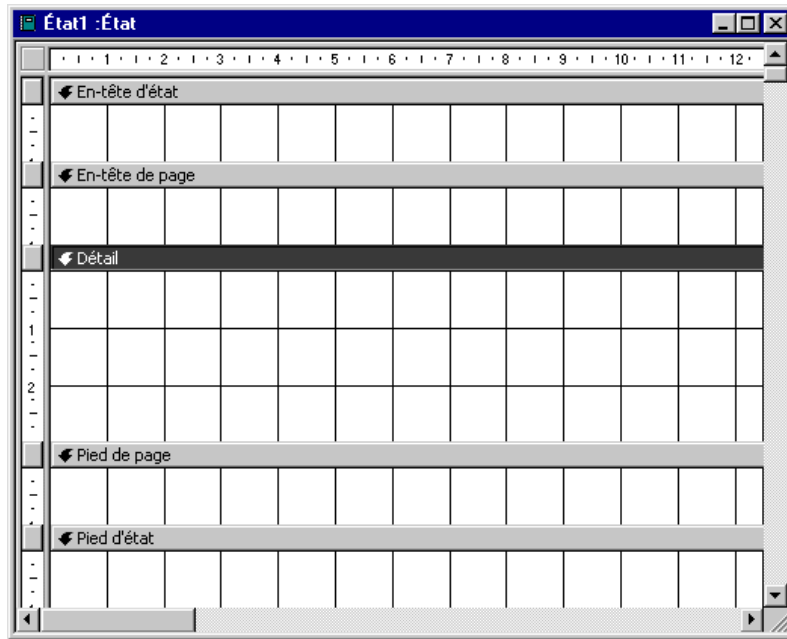 État1 :État
1 2 3 4 5 6 7 8 9 10 11 12
En-tête d'état
En-tête de page
Détail
1
2
Pied de page
Pied d'état